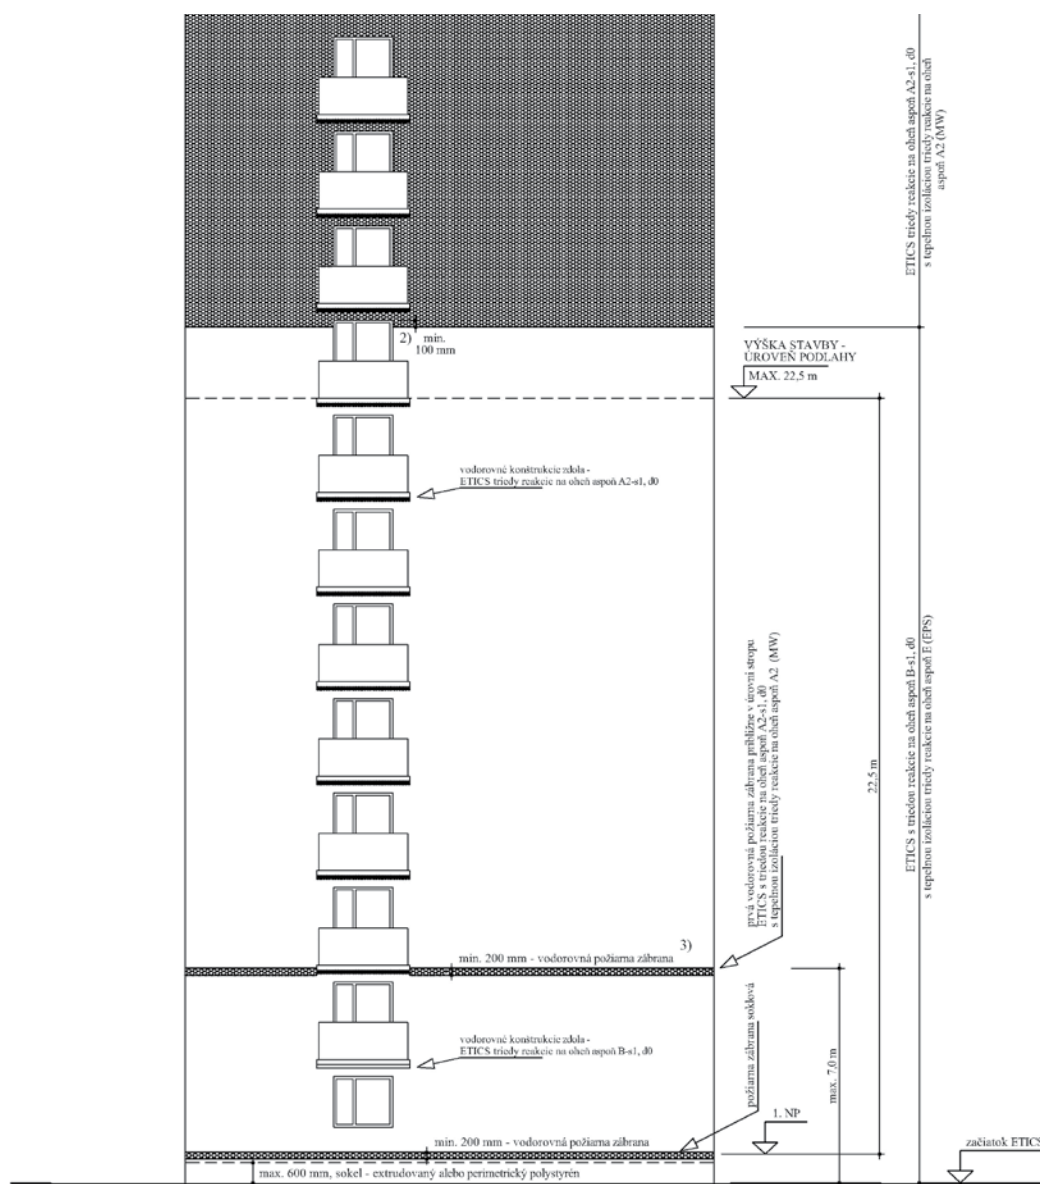 ETICS triedy reakcie na oheň aspoň A2-s1, d0
s tepelnou izoláciou triedy reakcie na oheň
aspoň A2 (MW)
2) min.
100 mm
VÝŠKA STAVBY -
ÚROVEŇ PODLAHY
MAX. 22,5 m
vodorovné konštrukcie zdola -
ETICS triedy reakcie na oheň aspoň A2-s1, d0
22,5 m
ETICS s triedou reakcie na oheň aspoň B-s1, d0
s tepelnou izoláciou triedy reakcie na oheň aspoň E (EPS)
prvá vodorovná požiarna zábrana približne v úrovni stropu
ETICS s triedou reakcie na oheň aspoň A2-s1, d0
s tepelnou izoláciou triedy reakcie na oheň aspoň A2 (MW)
3)
min. 200 mm - vodorovná požiarna zábrana
vodorovné konštrukcie zdola -
ETICS triedy reakcie na oheň aspoň B-s1, d0
požiarna zábrana soklová
max. 7,0 m
1. NP
min. 200 mm - vodorovná požiarna zábrana
začiatok ETICS
max. 600 mm, sokel - extrudovaný alebo perimetrický polystyrén